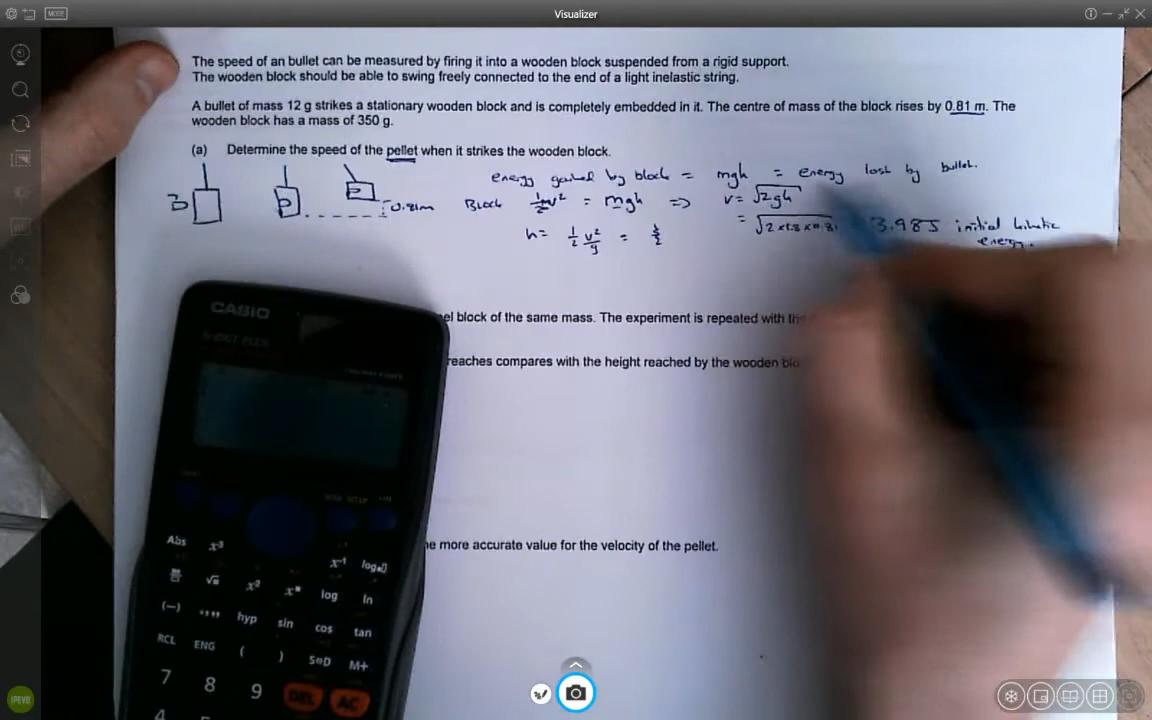 MODE
Visualizer
The speed of an bullet can be measured by firing it into a wooden block suspended from a rigid support.
The wooden block should be able to swing freely connected to the end of a light inelastic string.
A bullet of mass 12 g strikes a stationary wooden block and is completely embedded in it. The centre of mass of the block rises by 0.81 m. The
wooden block has a mass of 350 g.
(a) Determine the speed of the pellet when it strikes the wooden block.
energy gained by block = mgh = energy lost by bullet.
0.81m Block ½mv² = mgh => v = √2gh
h = ½ v²/g = = √2 x 9.8 x 0.81 3.985 initial kinetic
energy.
CASIO
el block of the same mass. The experiment is repeated with the
reaches compares with the height reached by the wooden blo
e more accurate value for the velocity of the pellet.
Abs x³ x⁻¹ log
√ x² log ln
(−) hyp sin cos tan
RCL ENG ( ) S⇔D M+
7 8 9 DEL AC
IPEVO